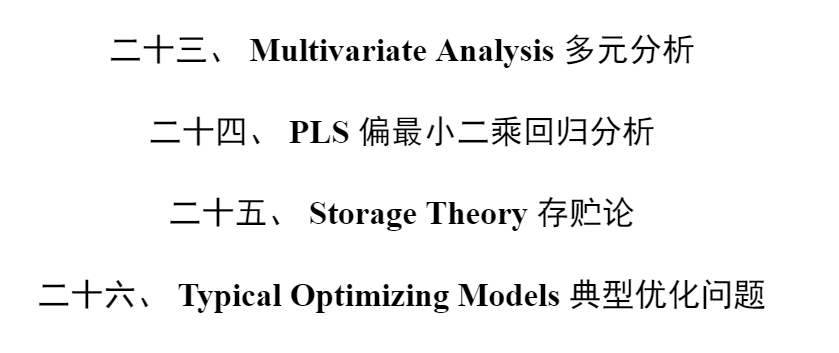 二十三、 Multivariate Analysis 多元分析
二十四、 PLS 偏最小二乘回归分析
二十五、 Storage Theory 存贮论
二十六、 Typical Optimizing Models 典型优化问题